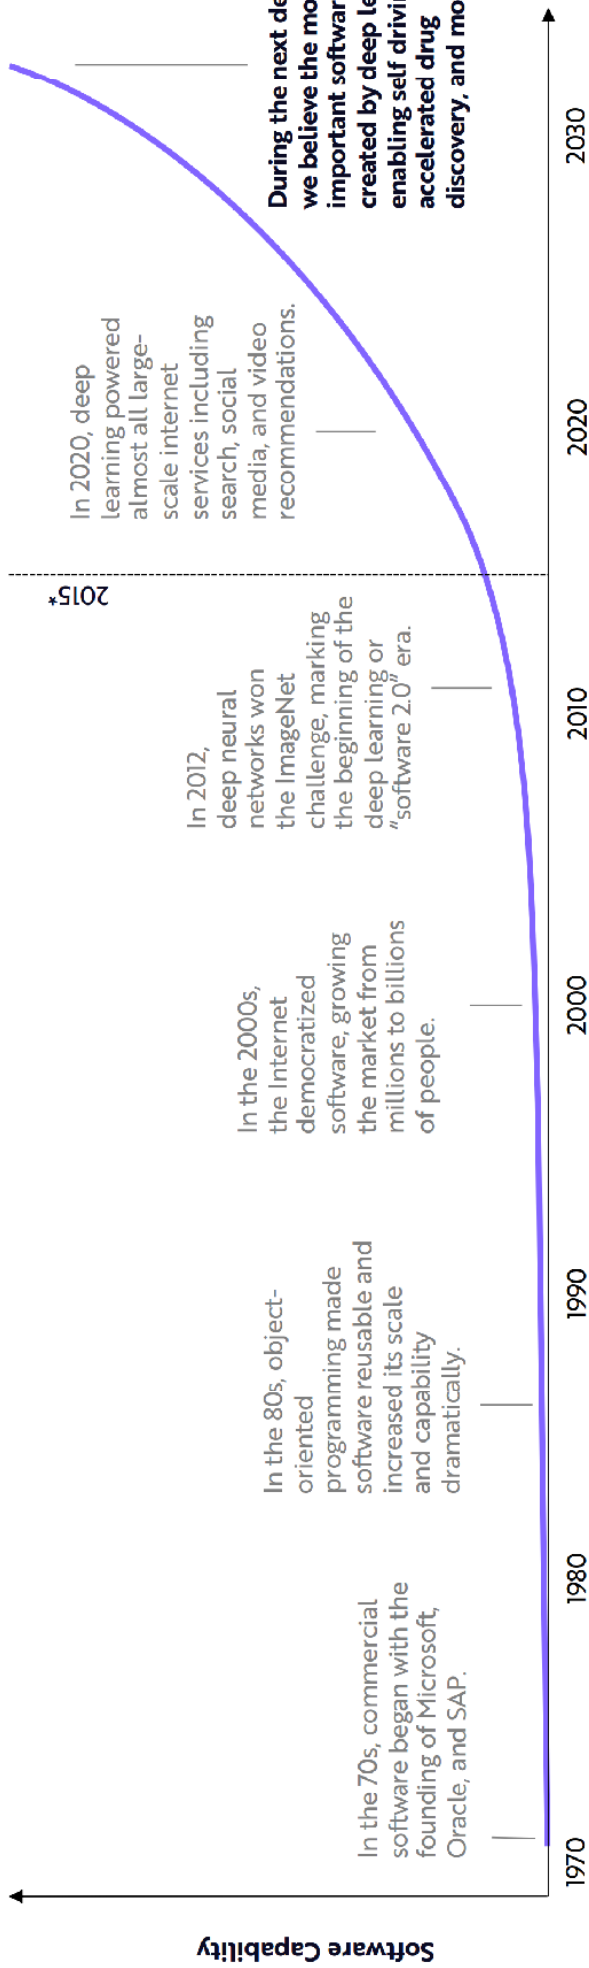 Software Capability
In the 70s, commercial
software began with the
founding of Microsoft,
Oracle, and SAP.
In the 80s, object-
oriented
programming made
software reusable and
increased its scale
and capability
dramatically.
In the 2000s,
the Internet
democratized
software, growing
the market from
millions to billions
of people.
In 2012,
deep neural
networks won
the ImageNet
challenge, marking
the beginning of the
deep learning or
“software 2.0” era.
2015*
In 2020, deep
learning powered
almost all large-
scale internet
services including
search, social
media, and video
recommendations.
During the next
we believe the
important
created by deep
enabling self
accelerated drug
discovery, and
1970
1980
1990
2000
2010
2020
2030